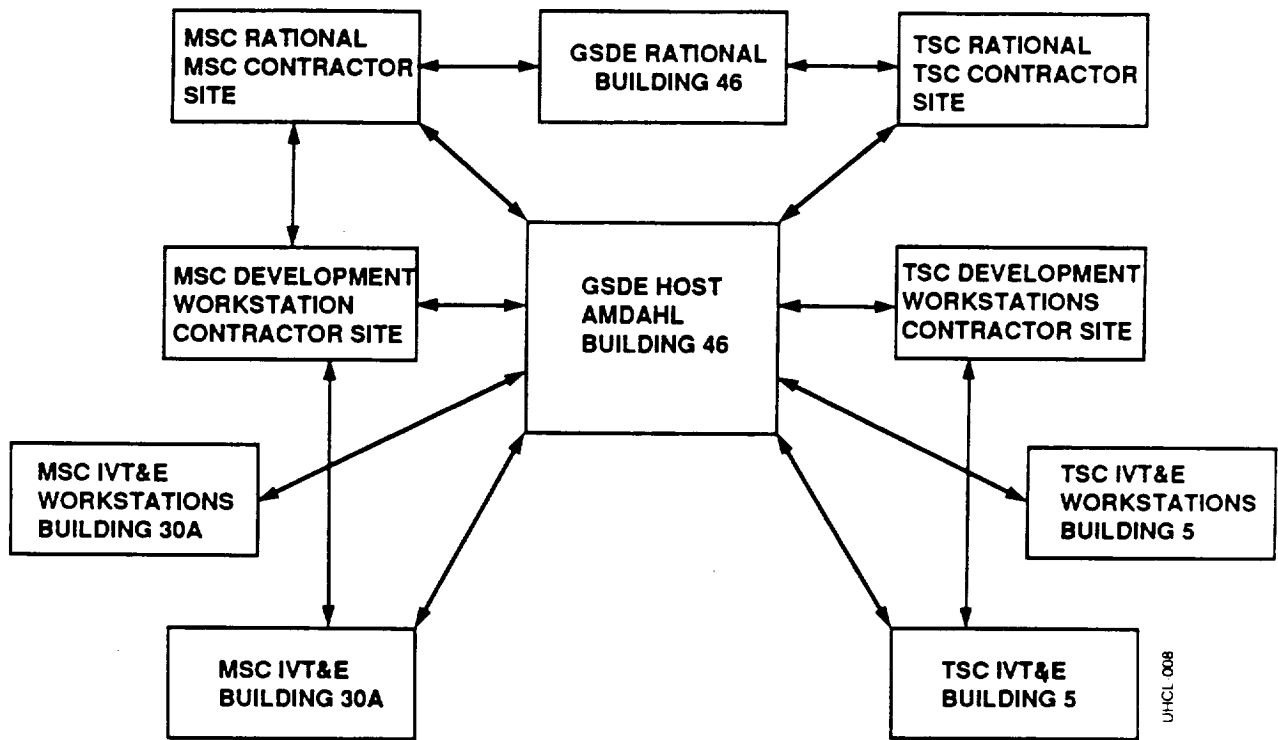 MSC RATIONAL
MSC CONTRACTOR
SITE
GSDE RATIONAL
BUILDING 46
TSC RATIONAL
TSC CONTRACTOR
SITE
MSC DEVELOPMENT
WORKSTATION
CONTRACTOR SITE
GSDE HOST
AMDAHL
BUILDING 46
TSC DEVELOPMENT
WORKSTATIONS
CONTRACTOR SITE
MSC IVT&E
WORKSTATIONS
BUILDING 30A
TSC IVT&E
WORKSTATIONS
BUILDING 5
MSC IVT&E
BUILDING 30A
TSC IVT&E
BUILDING 5
UHCL-008